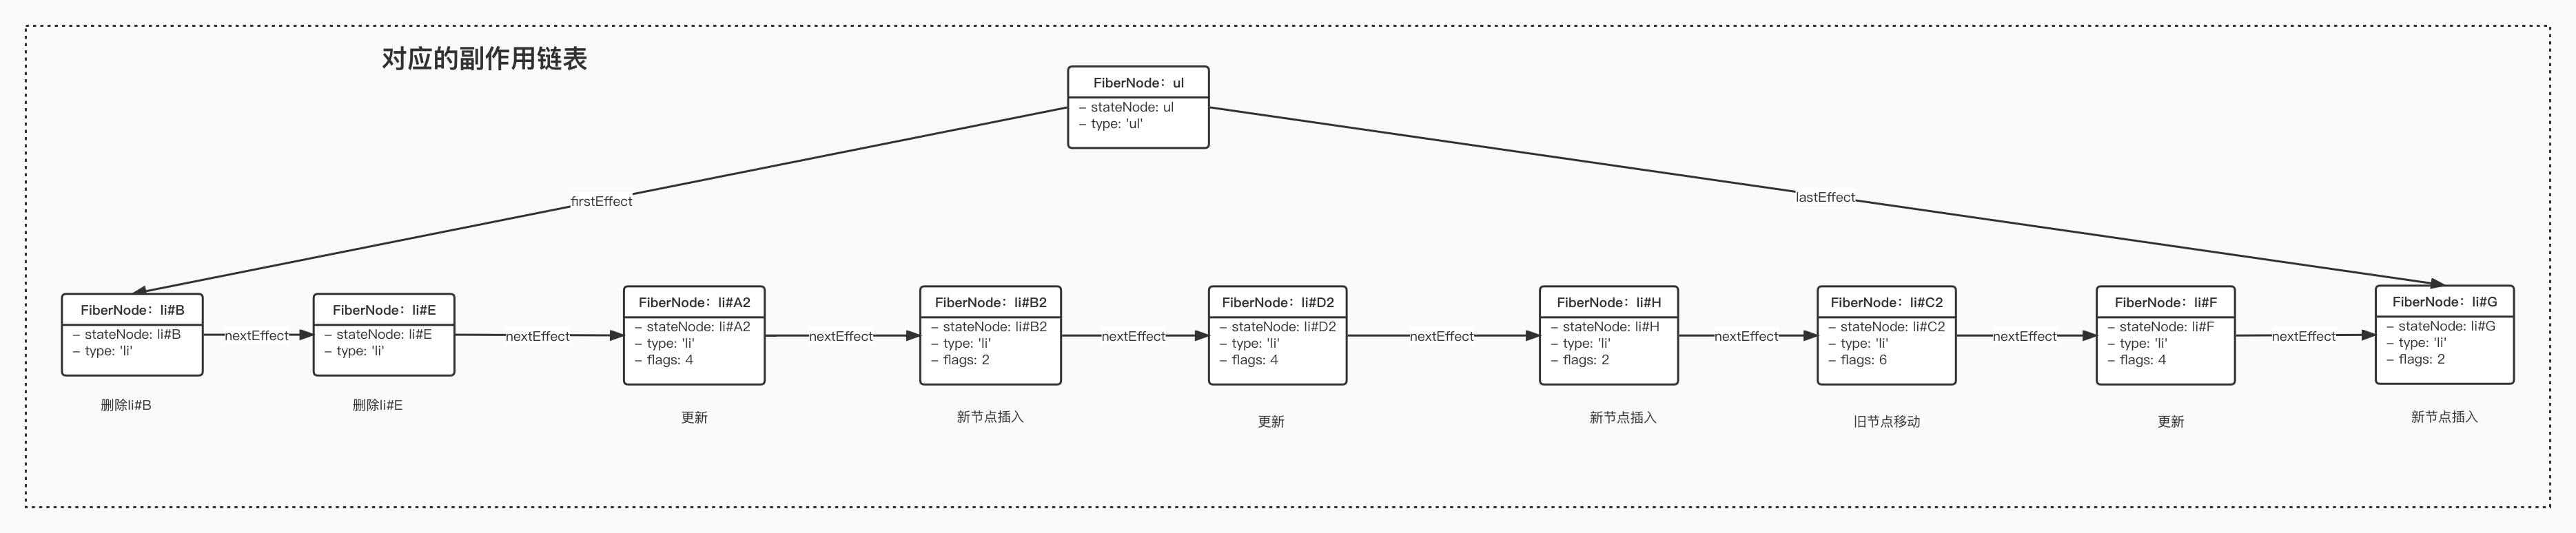 对应的副作用链表
FiberNode：ul
– stateNode: ul
– type: 'ul'
firstEffect
lastEffect
FiberNode：li#B
– stateNode: li#B
– type: 'li'
nextEffect
FiberNode：li#E
– stateNode: li#E
– type: 'li'
nextEffect
FiberNode：li#A2
– stateNode: li#A2
– type: 'li'
– flags: 4
nextEffect
FiberNode：li#B2
– stateNode: li#B2
– type: 'li'
– flags: 2
nextEffect
FiberNode：li#D2
– stateNode: li#D2
– type: 'li'
– flags: 4
nextEffect
FiberNode：li#H
– stateNode: li#H
– type: 'li'
– flags: 2
nextEffect
FiberNode：li#C2
– stateNode: li#C2
– type: 'li'
– flags: 6
nextEffect
FiberNode：li#F
– stateNode: li#F
– type: 'li'
– flags: 4
nextEffect
FiberNode：li#G
– stateNode: li#G
– type: 'li'
– flags: 2
删除li#B
删除li#E
更新
新节点插入
更新
新节点插入
旧节点移动
更新
新节点插入